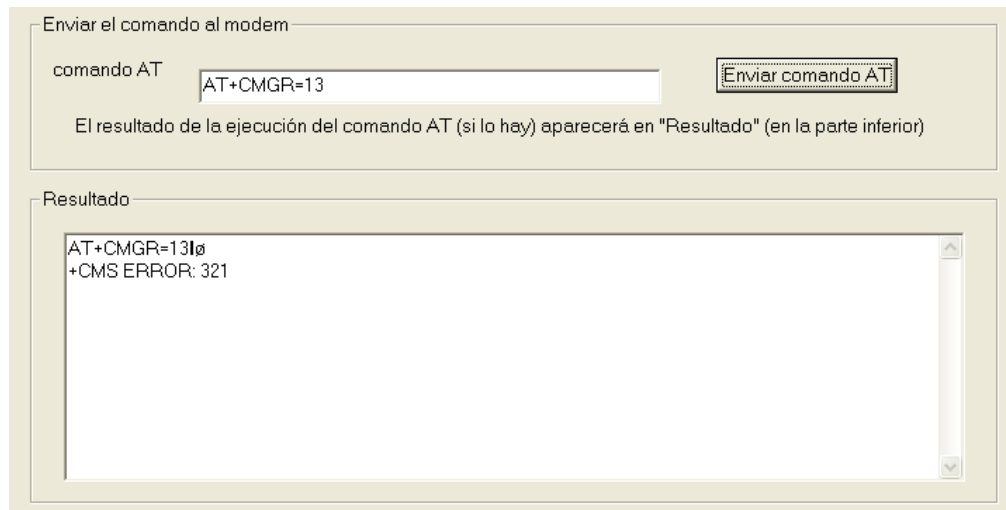 Enviar el comando al modem
comando AT
AT+CMGR=13
Enviar comando AT
El resultado de la ejecución del comando AT (si lo hay) aparecerá en "Resultado" (en la parte inferior)
Resultado
AT+CMGR=13Iø
+CMS ERROR: 321